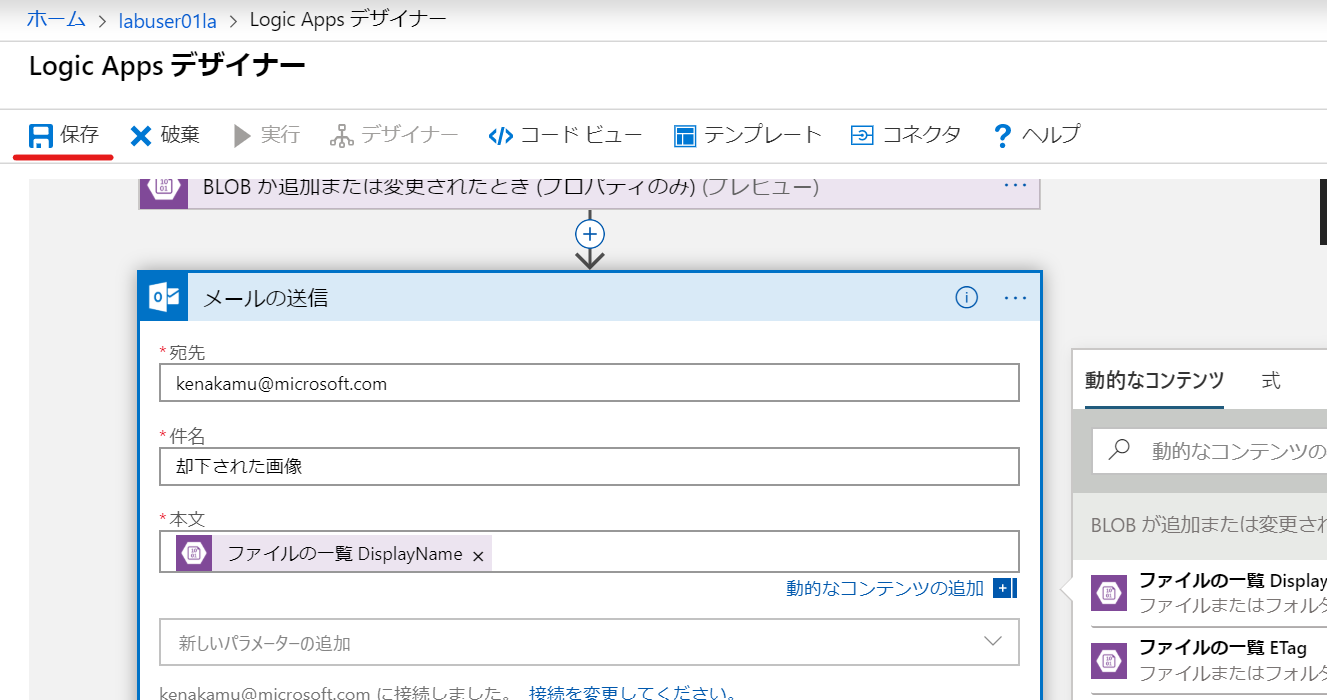 ホーム > labuser01la > Logic Apps デザイナー
Logic Apps デザイナー
保存 破棄 実行 デザイナー コード ビュー テンプレート コネクタ ヘルプ
BLOB が追加または変更されたとき (プロパティのみ) (プレビュー)
メールの送信
* 宛先
kenakamu@microsoft.com
* 件名
却下された画像
* 本文
ファイルの一覧 DisplayName ×
動的なコンテンツの追加
新しいパラメーターの追加
kenakamu@microsoft.com に接続しました。 接続を変更してください。
動的なコンテンツ 式
動的なコンテンツの
BLOB が追加または変更され
ファイルの一覧 Display
ファイルまたはフォルダ
ファイルの一覧 ETag
ファイルまたはフォルダ